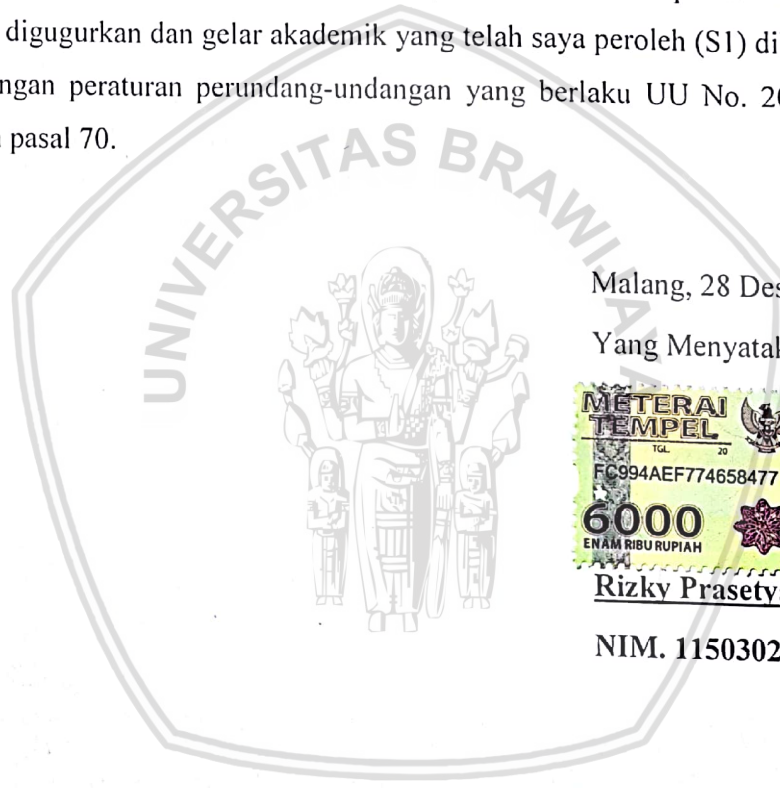 digugurkan dan gelar akademik yang telah saya peroleh (S1) di
ngan peraturan perundang-undangan yang berlaku UU No. 20
pasal 70.
UNIVERSITAS BRAWIJAYA
Malang, 28 Des
Yang Menyatak
METERAI
TEMPEL
TGL. 20
FC994AEF774658477
6000
ENAM RIBU RUPIAH
Rizky Prasety
NIM. 1150302